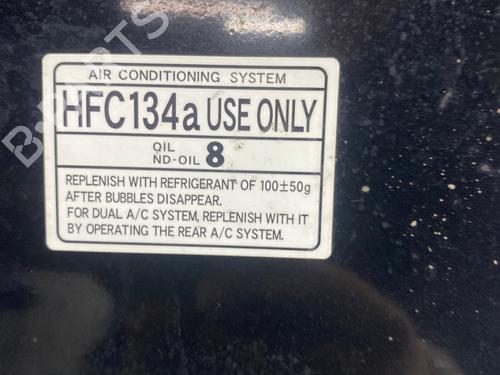 AIR CONDITIONING SYSTEM
HFC134a USE ONLY
OIL
ND-OIL 8
REPLENISH WITH REFRIGERANT OF 100±50g
AFTER BUBBLES DISAPPEAR.
FOR DUAL A/C SYSTEM, REPLENISH WITH IT
BY OPERATING THE REAR A/C SYSTEM.
B-PARTS